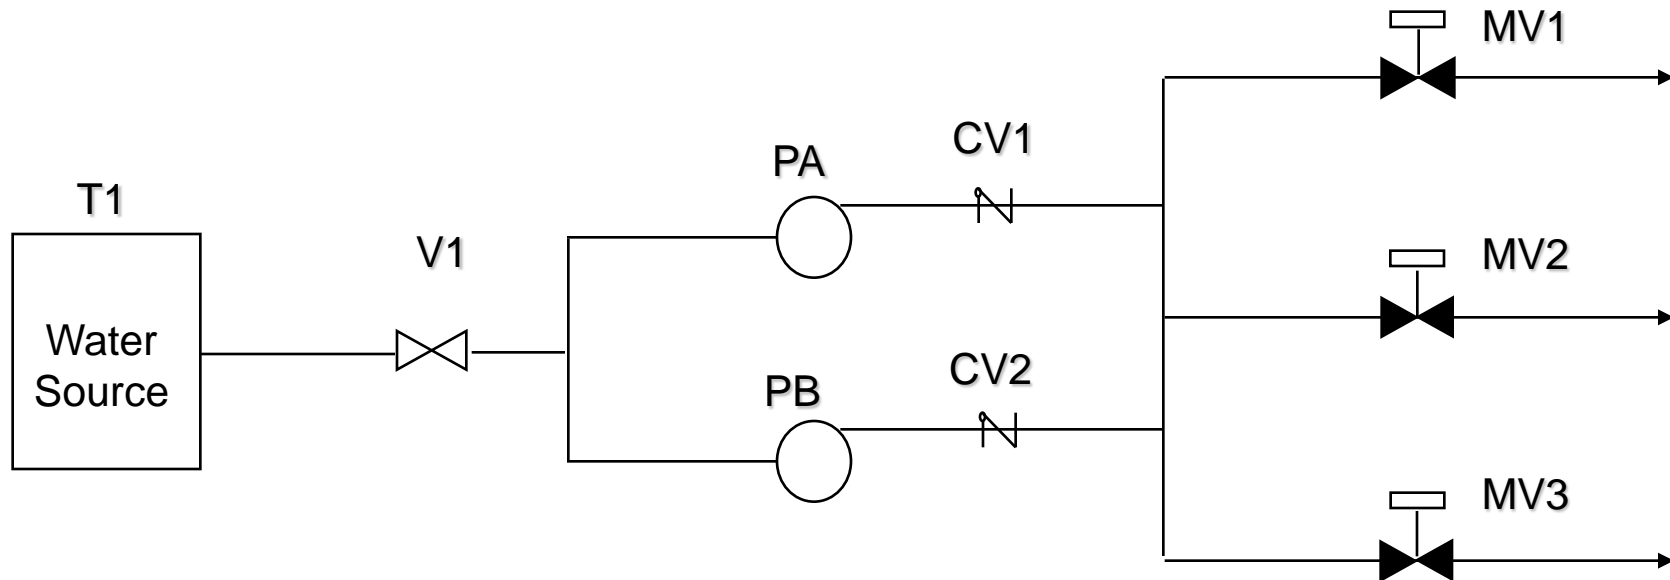 MV1
CV1
PA
T1
V1
MV2
Water
Source
CV2
PB
MV3